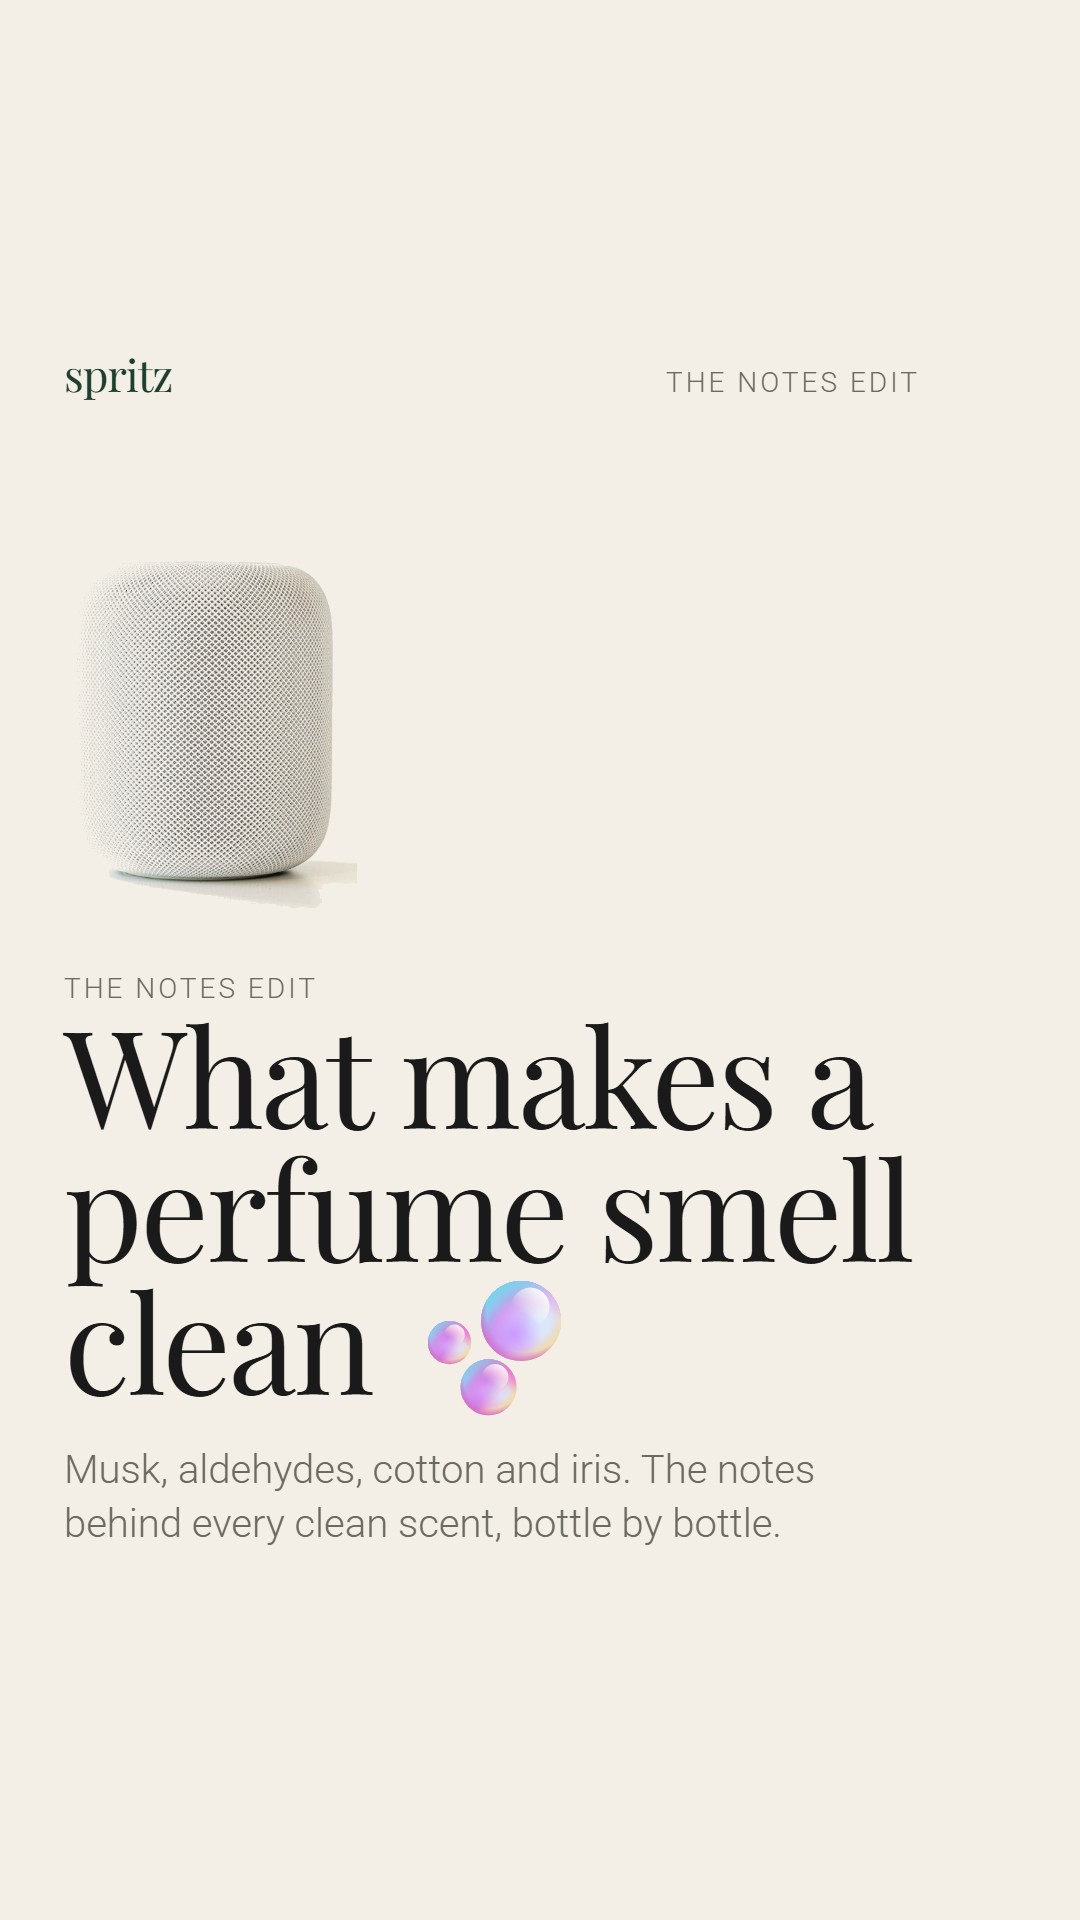 spritz
THE NOTES EDIT
THE NOTES EDIT
What makes a
perfume smell
clean
Musk, aldehydes, cotton and iris. The notes
behind every clean scent, bottle by bottle.